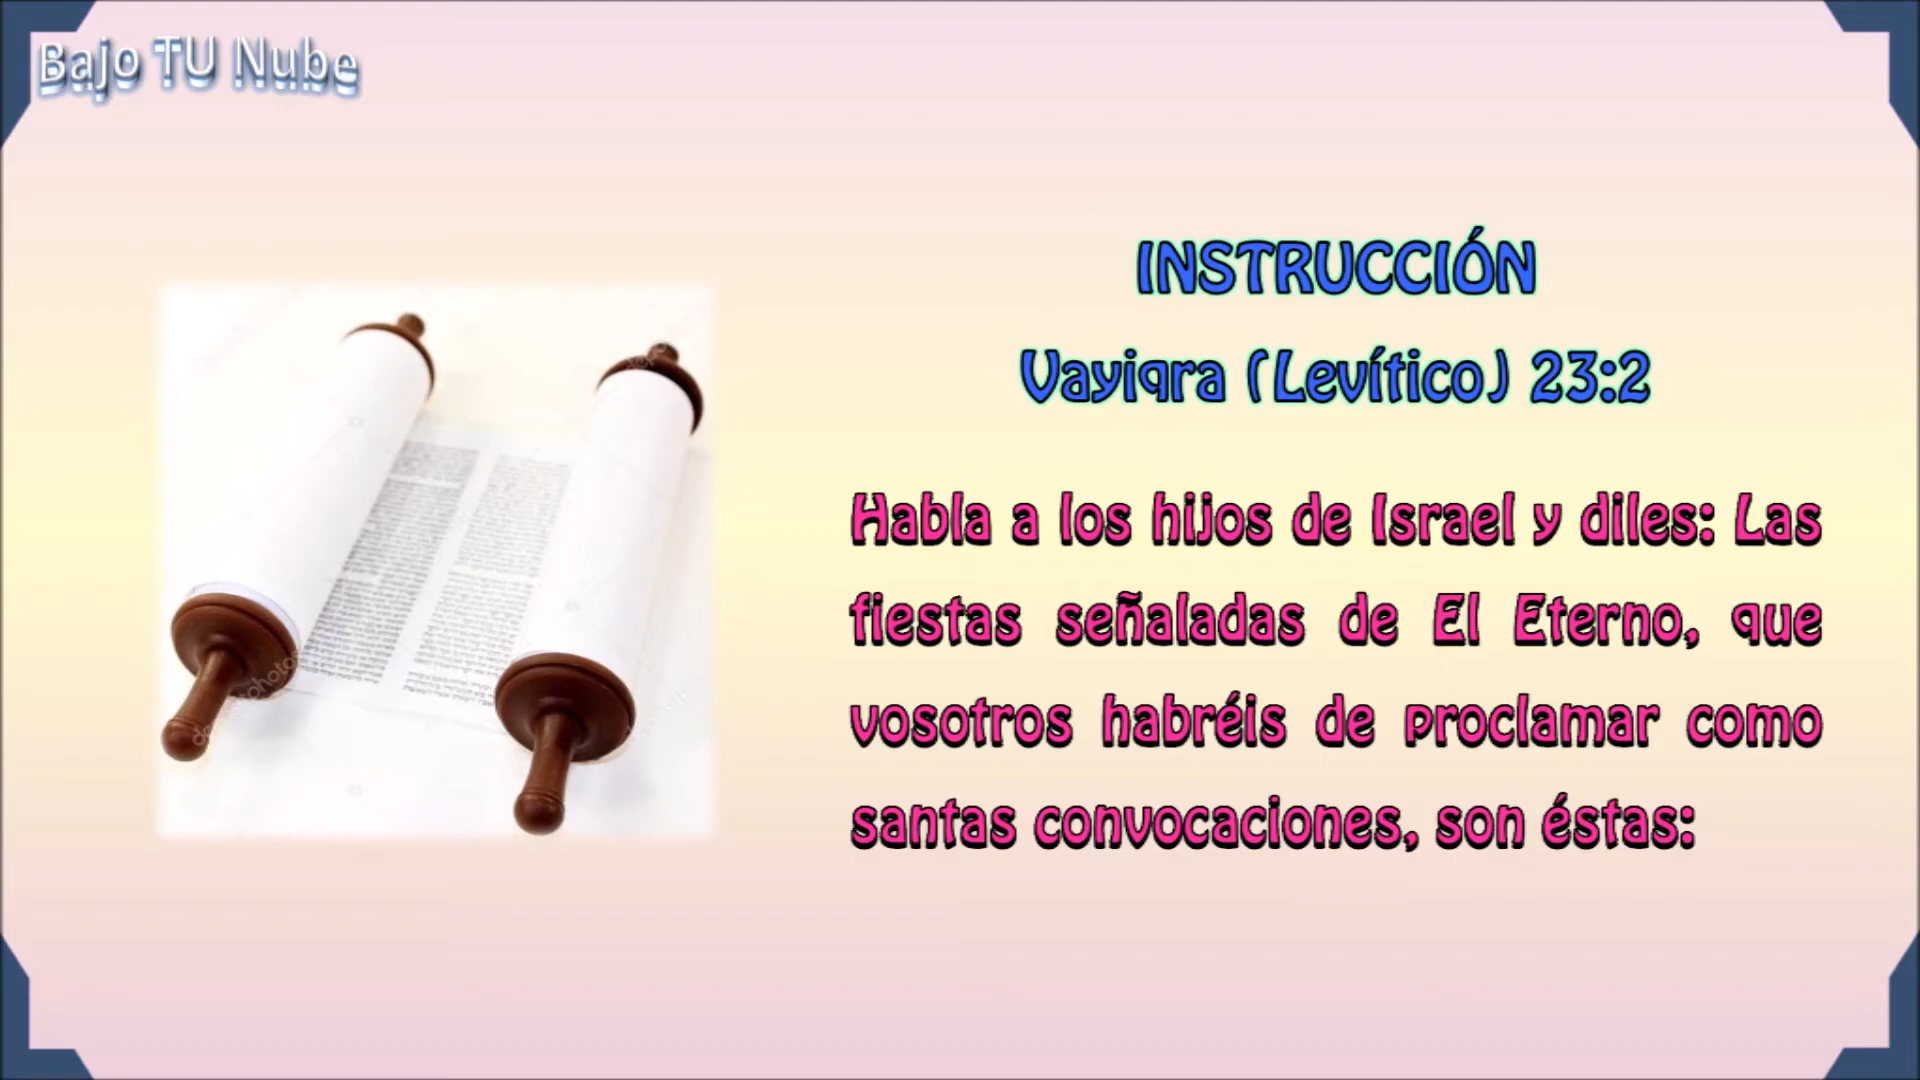 Bajo TU Nube
INSTRUCCIÓN
Vayiqra (Levítico) 23:2
Habla a los hijos de Israel y diles: Las
fiestas señaladas de El Eterno, que
vosotros habréis de proclamar como
santas convocaciones, son éstas: